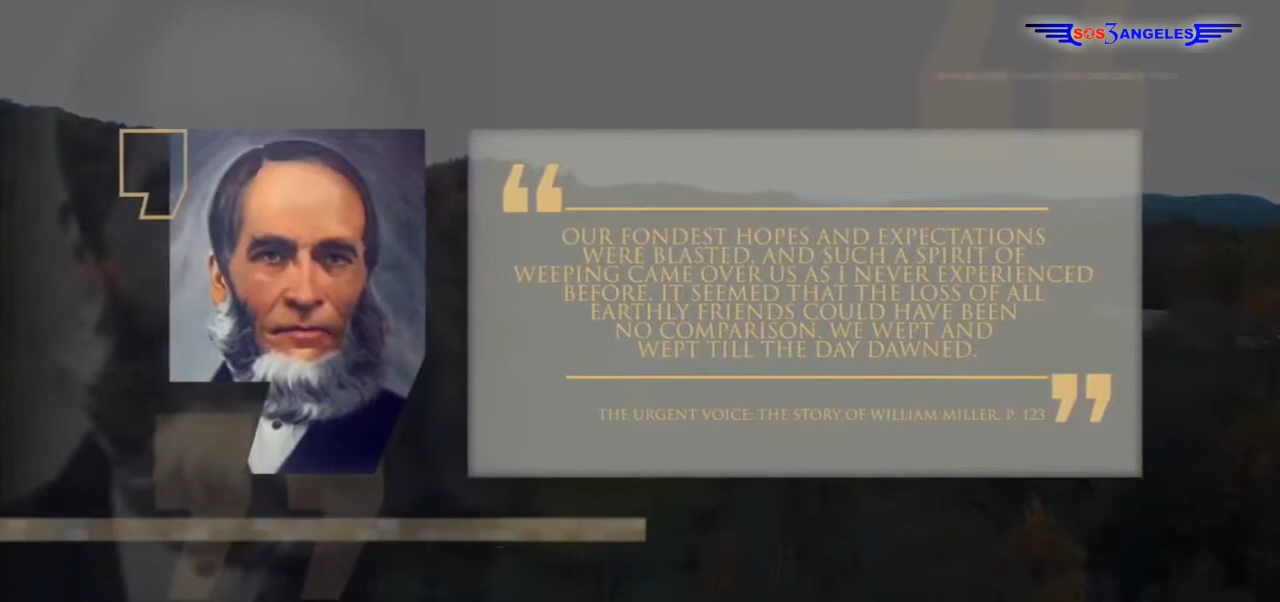 SOS3ANGELES
OUR FONDEST HOPES AND EXPECTATIONS
WERE BLASTED, AND SUCH A SPIRIT OF
WEEPING CAME OVER US AS I NEVER EXPERIENCED
BEFORE. IT SEEMED THAT THE LOSS OF ALL
EARTHLY FRIENDS COULD HAVE BEEN
NO COMPARISON. WE WEPT AND
WEPT TILL THE DAY DAWNED.
THE URGENT VOICE: THE STORY OF WILLIAM MILLER, P. 123